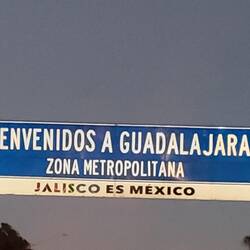 ENVENIDOS A GUADALAJARA
ZONA METROPOLITANA
JALISCO ES MÉXICO